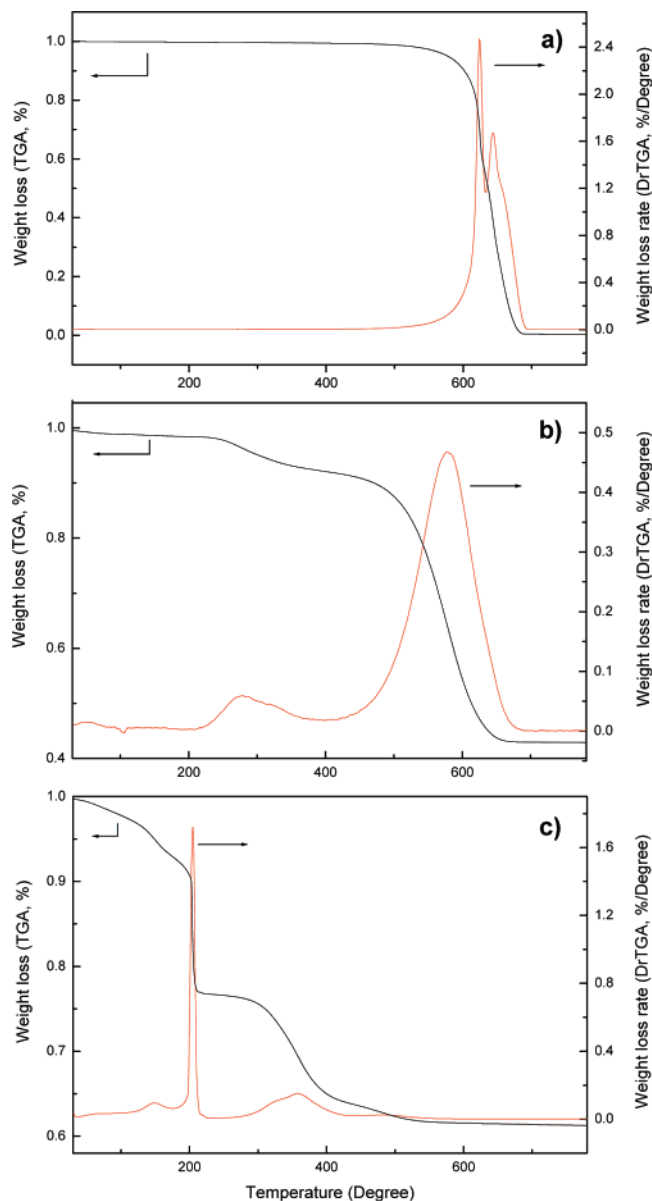 a)
Weight loss (TGA, %)
1.0
0.8
0.6
0.4
0.2
0.0
Weight loss rate (DrTGA, %/Degree)
2.4
2.0
1.6
1.2
0.8
0.4
0.0
200 400 600
b)
Weight loss (TGA, %)
1.0
0.8
0.6
0.4
Weight loss rate (DrTGA, %/Degree)
0.5
0.4
0.3
0.2
0.1
0.0
200 400 600
c)
Weight loss (TGA, %)
1.0
0.9
0.8
0.7
0.6
Weight loss rate (DrTGA, %/Degree)
1.6
1.2
0.8
0.4
0.0
200 400 600
Temperature (Degree)